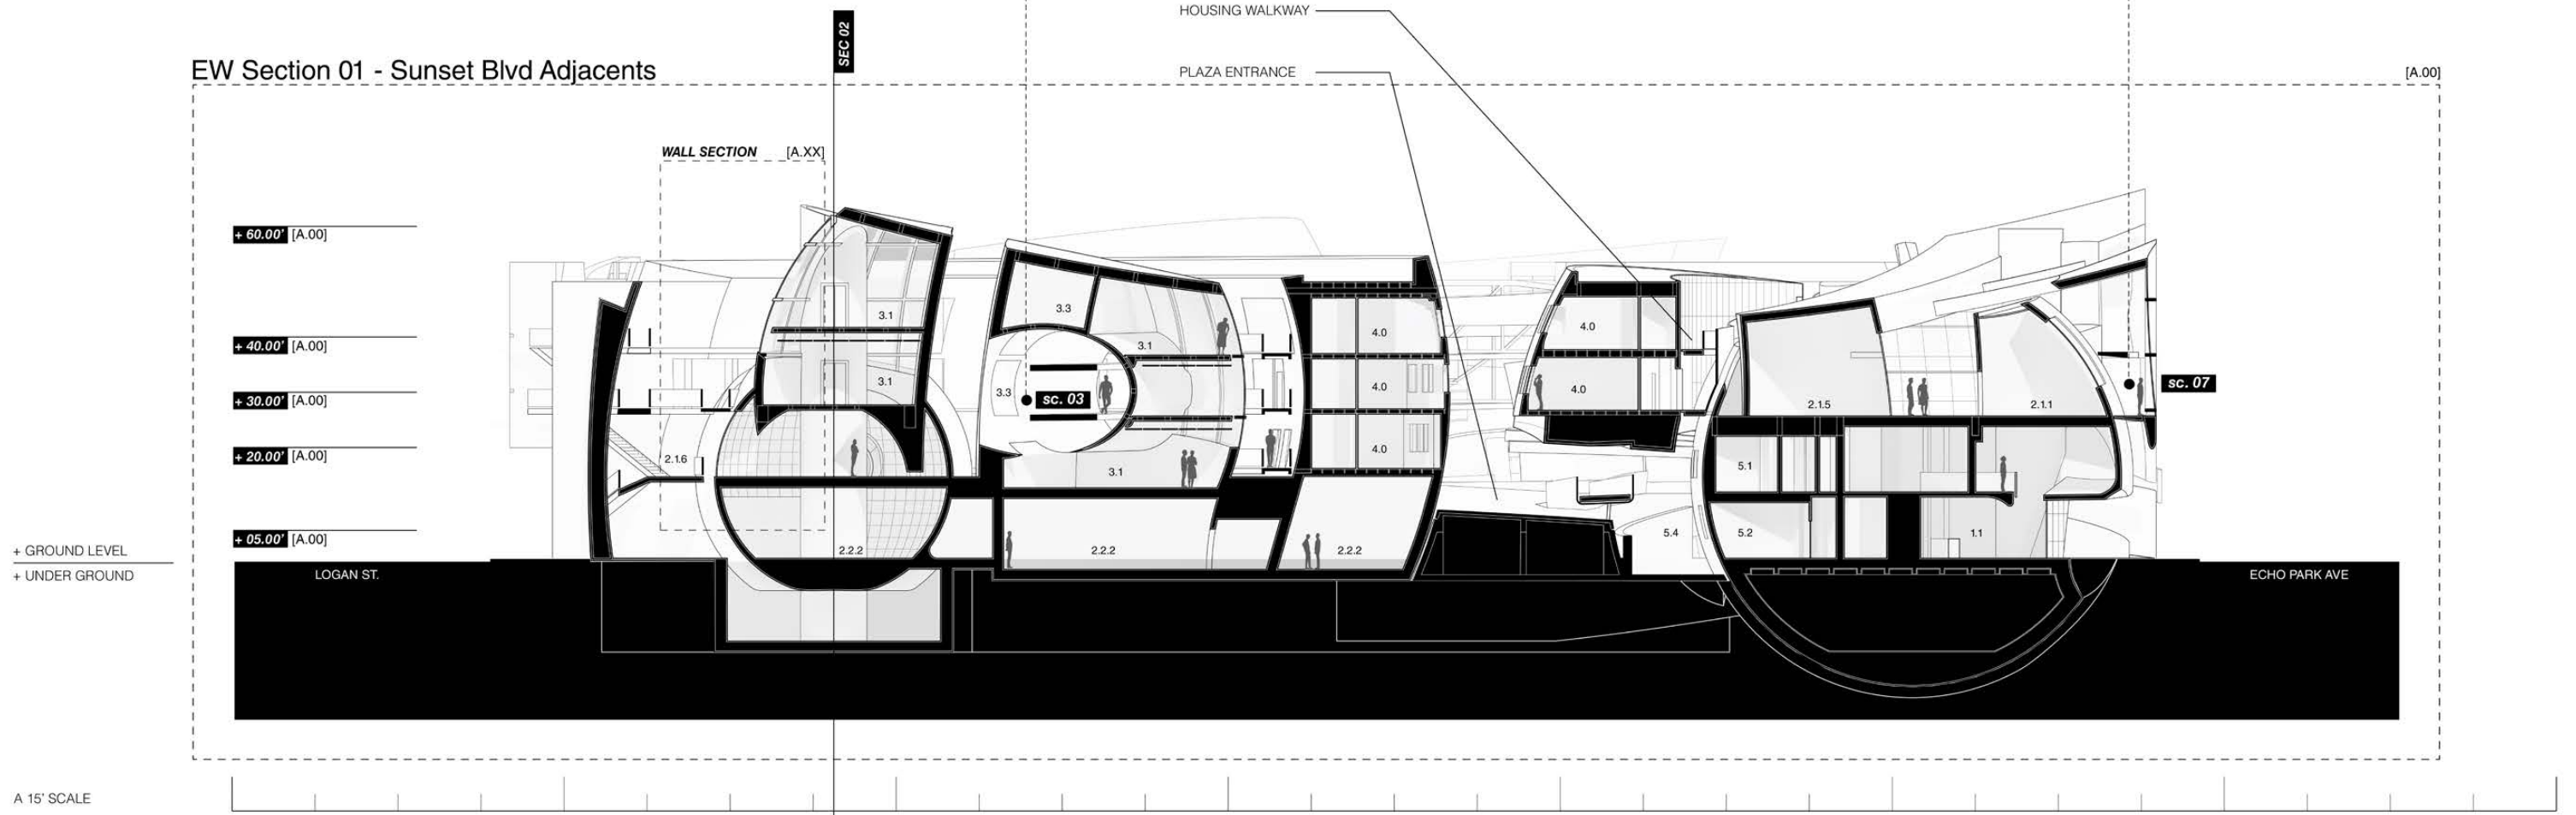 HOUSING WALKWAY
SEC 02
EW Section 01 - Sunset Blvd Adjacents
PLAZA ENTRANCE
[A.00]
WALL SECTION [A.XX]
+ 60.00' [A.00]
3.3
3.1
4.0
4.0
+ 40.00' [A.00]
3.1
4.0
3.1
3.3
sc. 03
4.0
4.0
sc. 07
+ 30.00' [A.00]
2.1.5
2.1.1
+ 20.00' [A.00]
2.1.6
3.1
4.0
5.1
+ 05.00' [A.00]
5.4
5.2
1.1
+ GROUND LEVEL
2.2.2
2.2.2
2.2.2
+ UNDER GROUND
LOGAN ST.
ECHO PARK AVE
A 15' SCALE